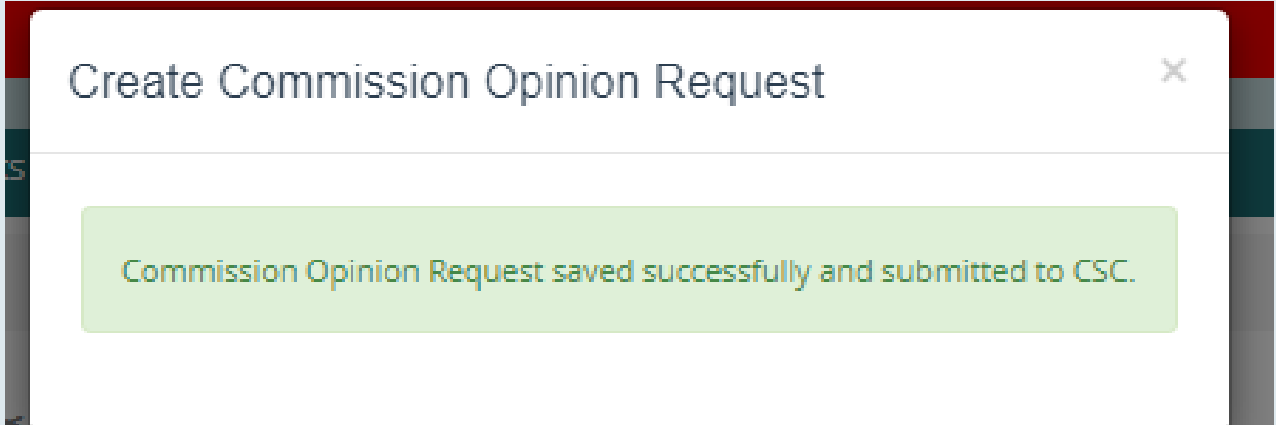 Create Commission Opinion Request
×
Commission Opinion Request saved successfully and submitted to CSC.